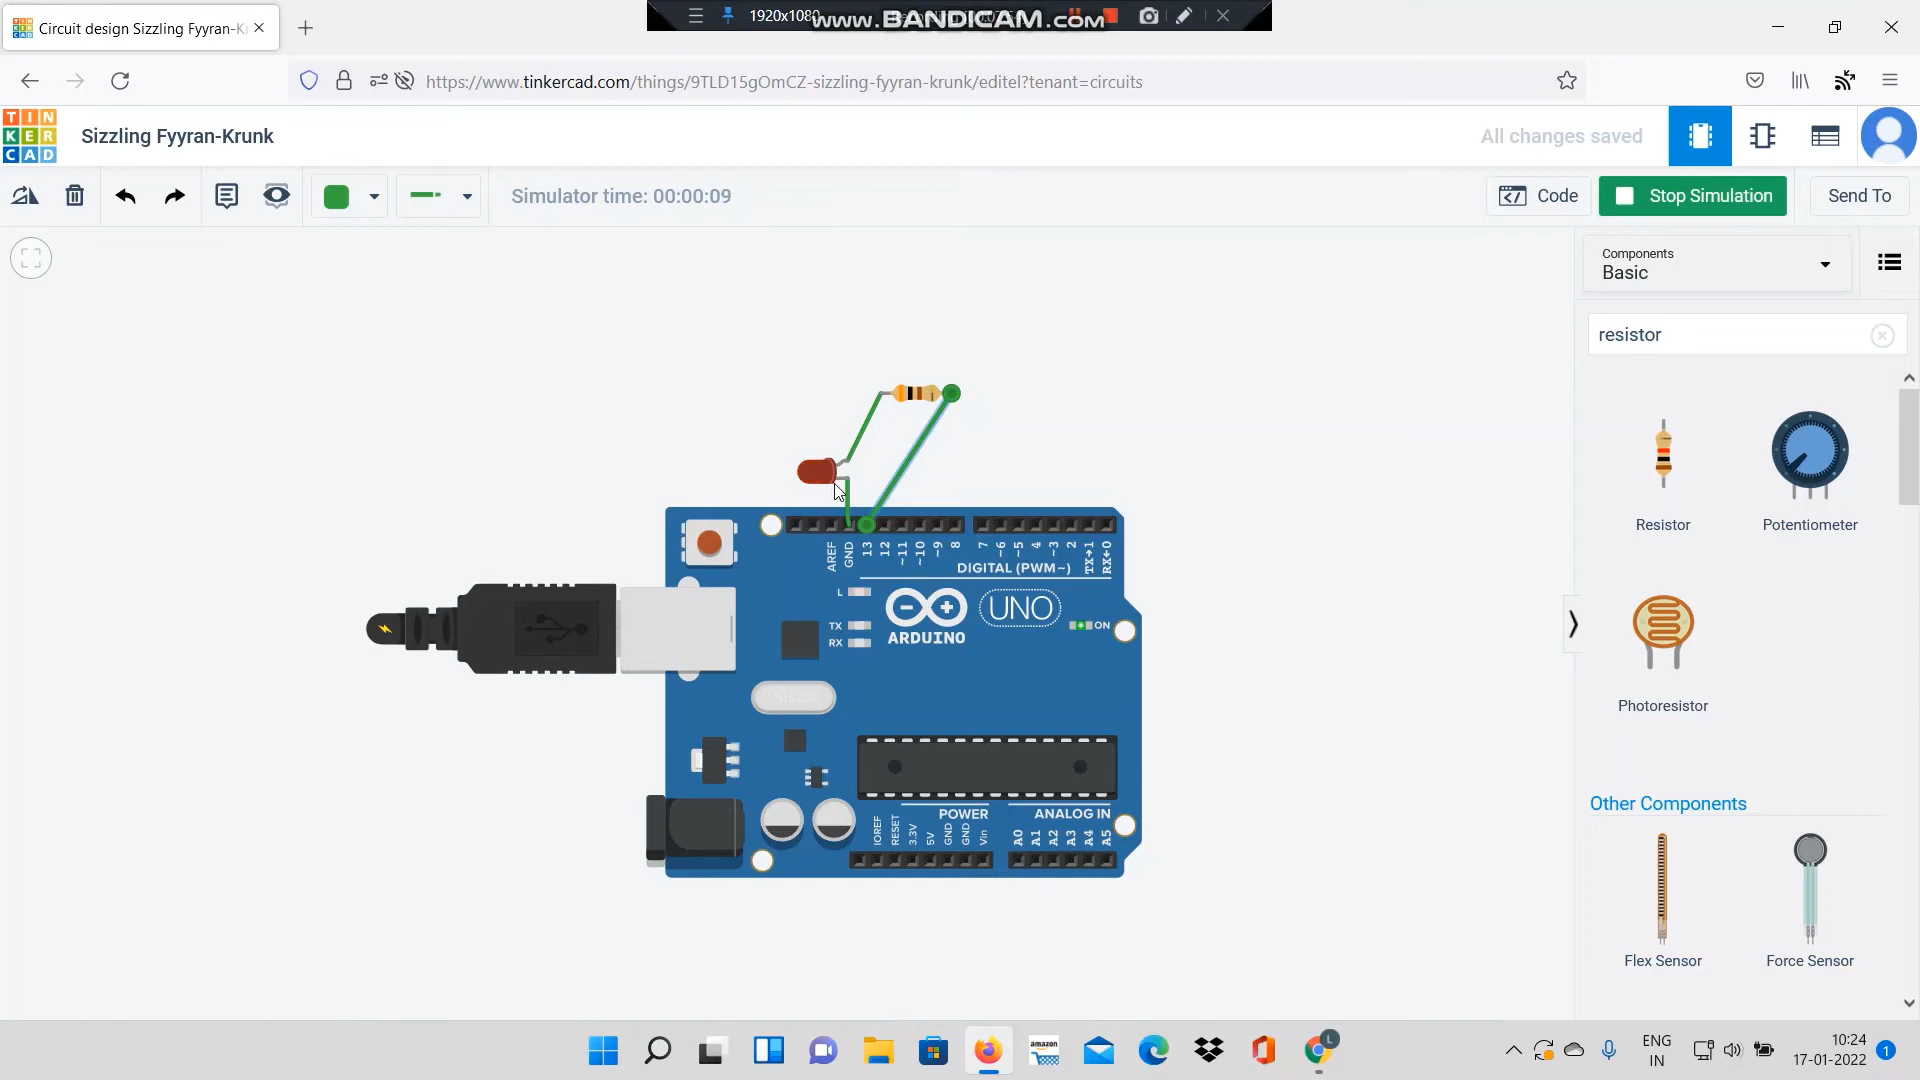 1920x1080
www.BANDICAM.com
Circuit design Sizzling Fyyran-K
https://www.tinkercad.com/things/9TLD15gOmCZ-sizzling-fyyran-krunk/editel?tenant=circuits
TIN
KER
CAD
Sizzling Fyyran-Krunk
All changes saved
Simulator time: 00:00:09
Code
Stop Simulation
Send To
Components
Basic
resistor
Resistor
Potentiometer
Photoresistor
Other Components
Flex Sensor
Force Sensor
AREF
GND
13
12
~11
~10
~9
8
7
~6
~5
4
~3
2
TX→1
RX←0
DIGITAL (PWM~)
L
TX
RX
UNO
ARDUINO
ON
POWER
ANALOG IN
IOREF
RESET
3.3V
5V
GND
GND
Vin
A0
A1
A2
A3
A4
A5
amazon
L
ENG
IN
10:24
17-01-2022
1